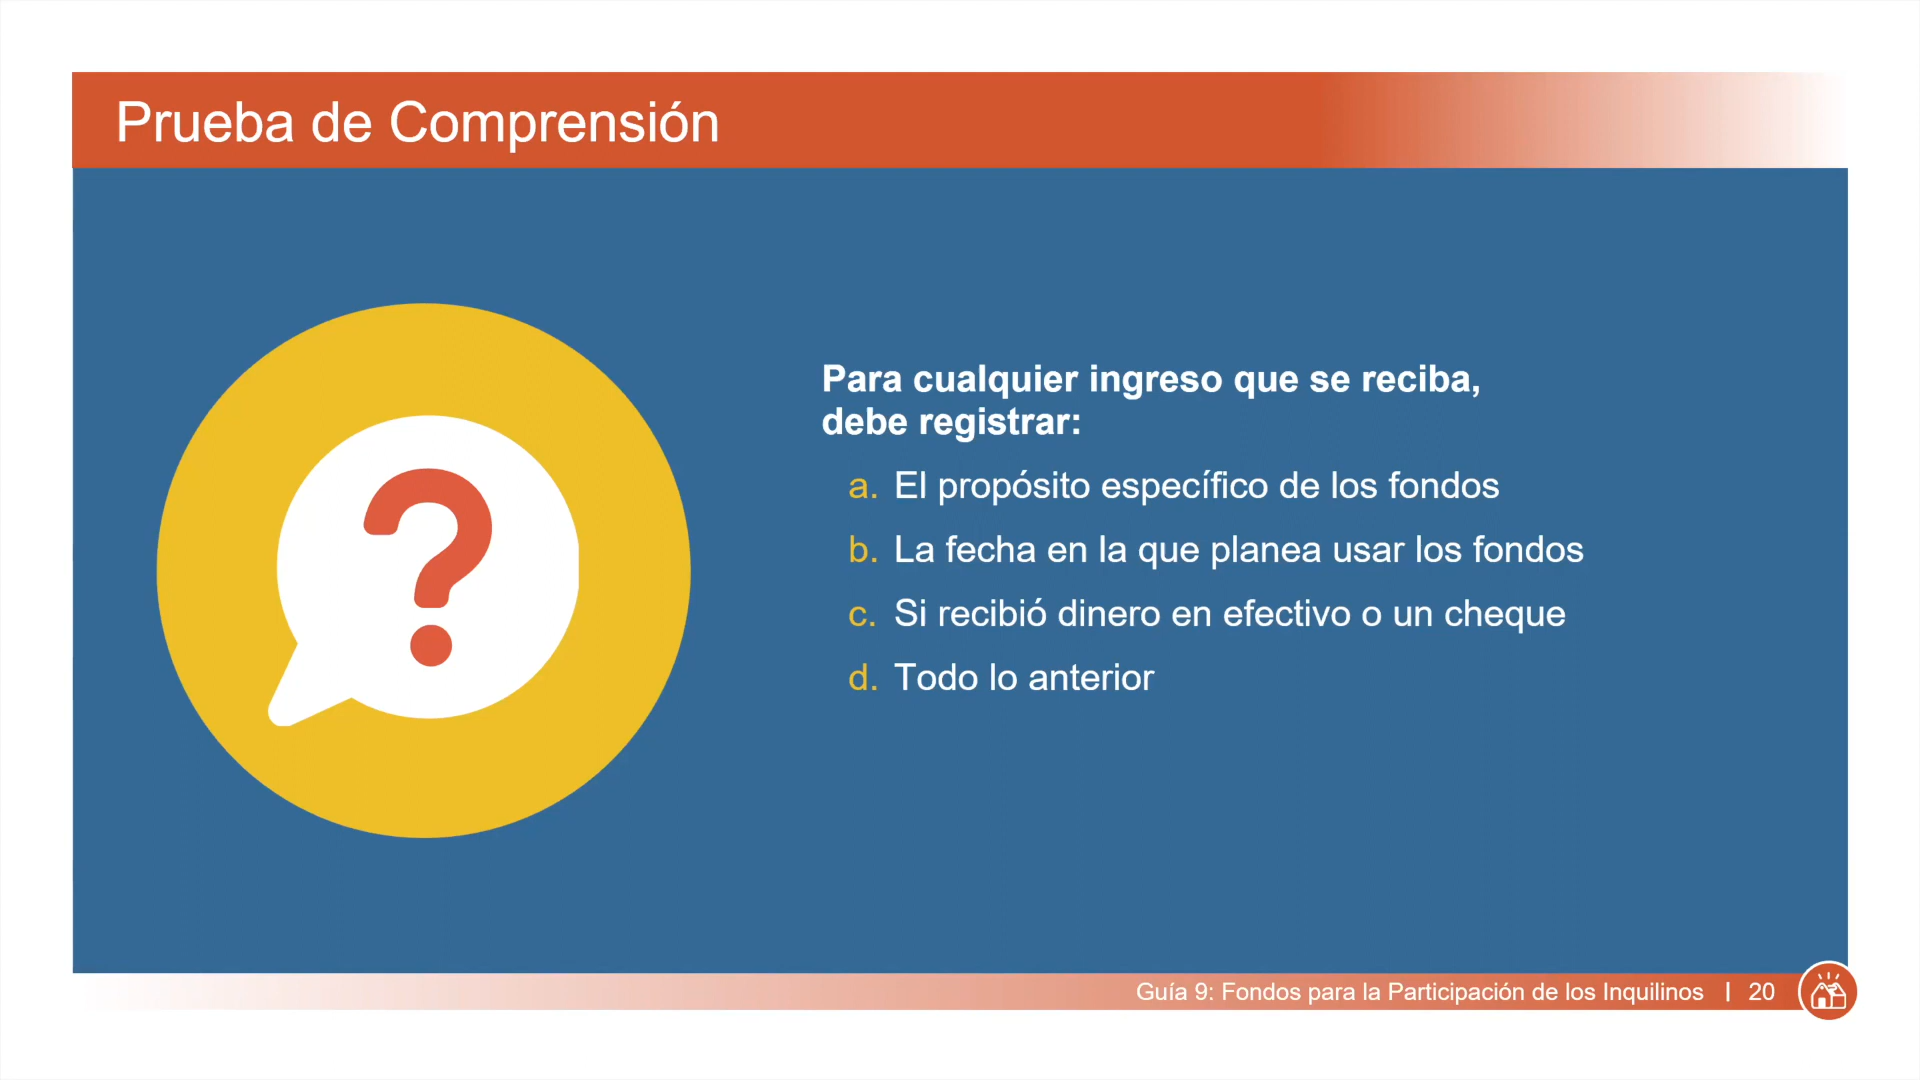 Prueba de Comprensión
Para cualquier ingreso que se reciba,
debe registrar:
a. El propósito específico de los fondos
b. La fecha en la que planea usar los fondos
c. Si recibió dinero en efectivo o un cheque
d. Todo lo anterior
Guía 9: Fondos para la Participación de los Inquilinos | 20